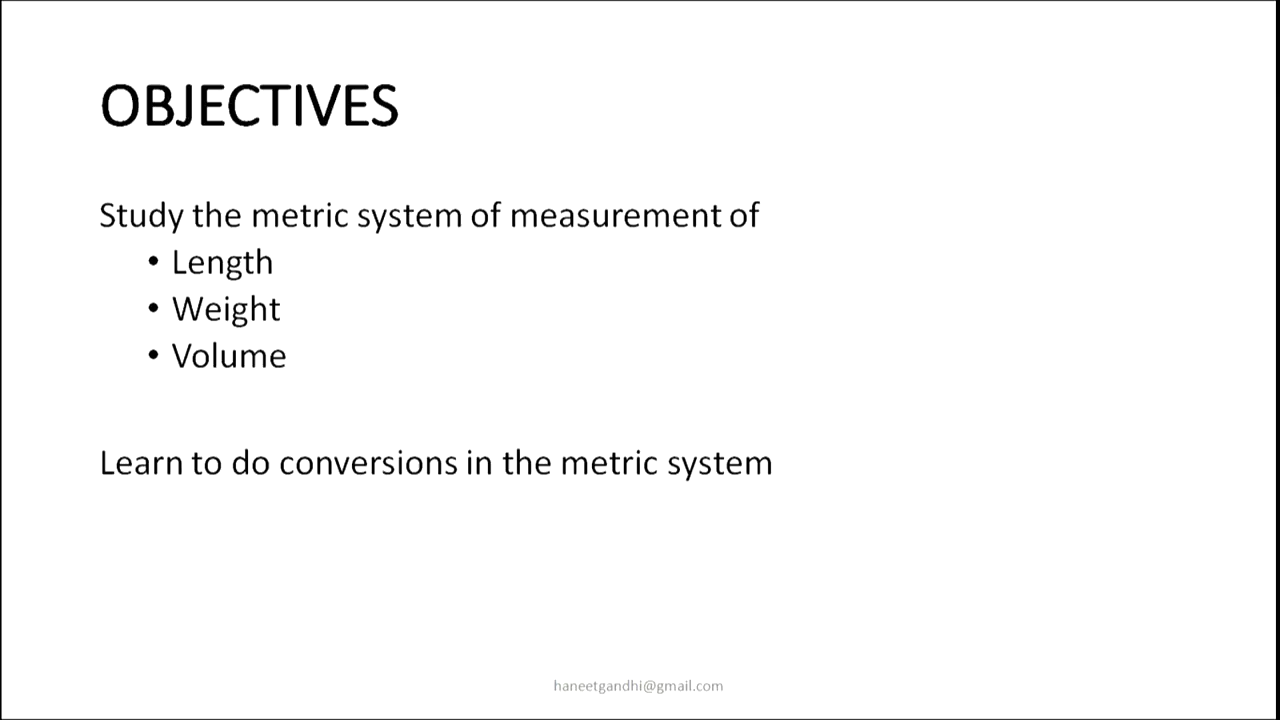 OBJECTIVES
Study the metric system of measurement of
• Length
• Weight
• Volume
Learn to do conversions in the metric system
haneetgandhi@gmail.com